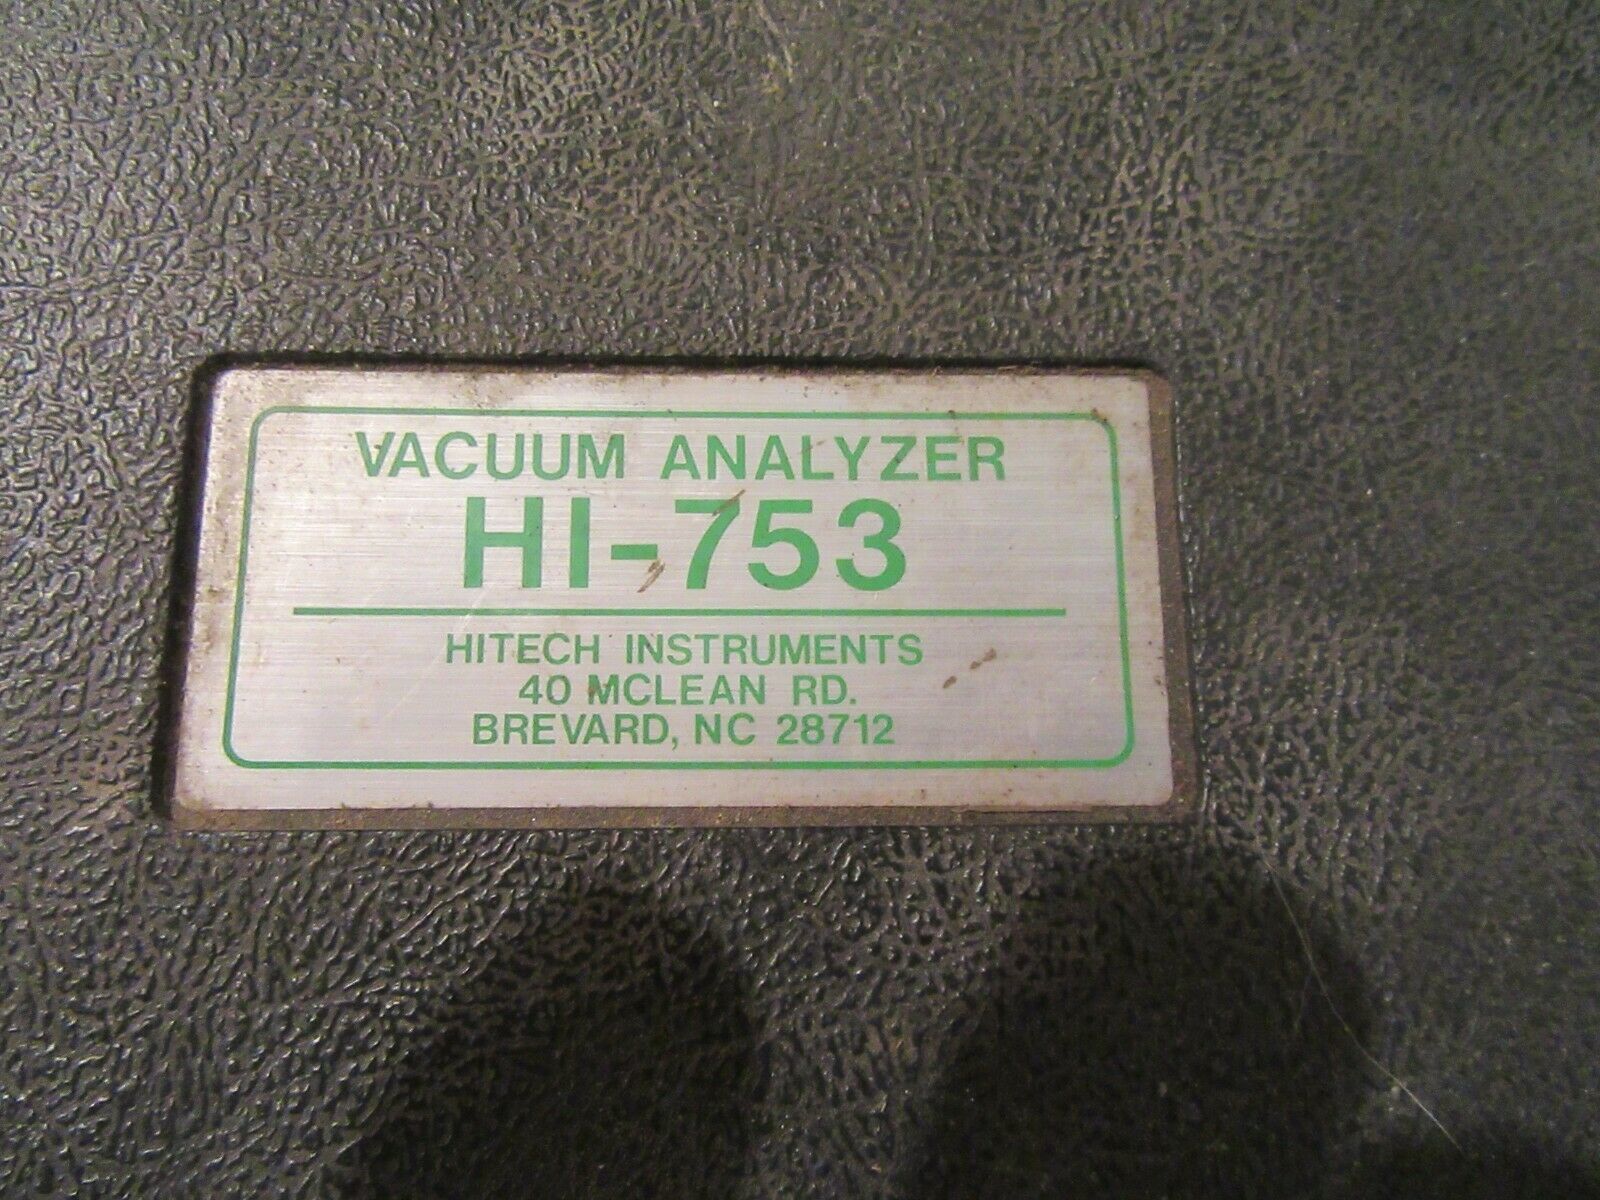 VACUUM ANALYZER
HI-753
HITECH INSTRUMENTS
40 MCLEAN RD.
BREVARD, NC 28712